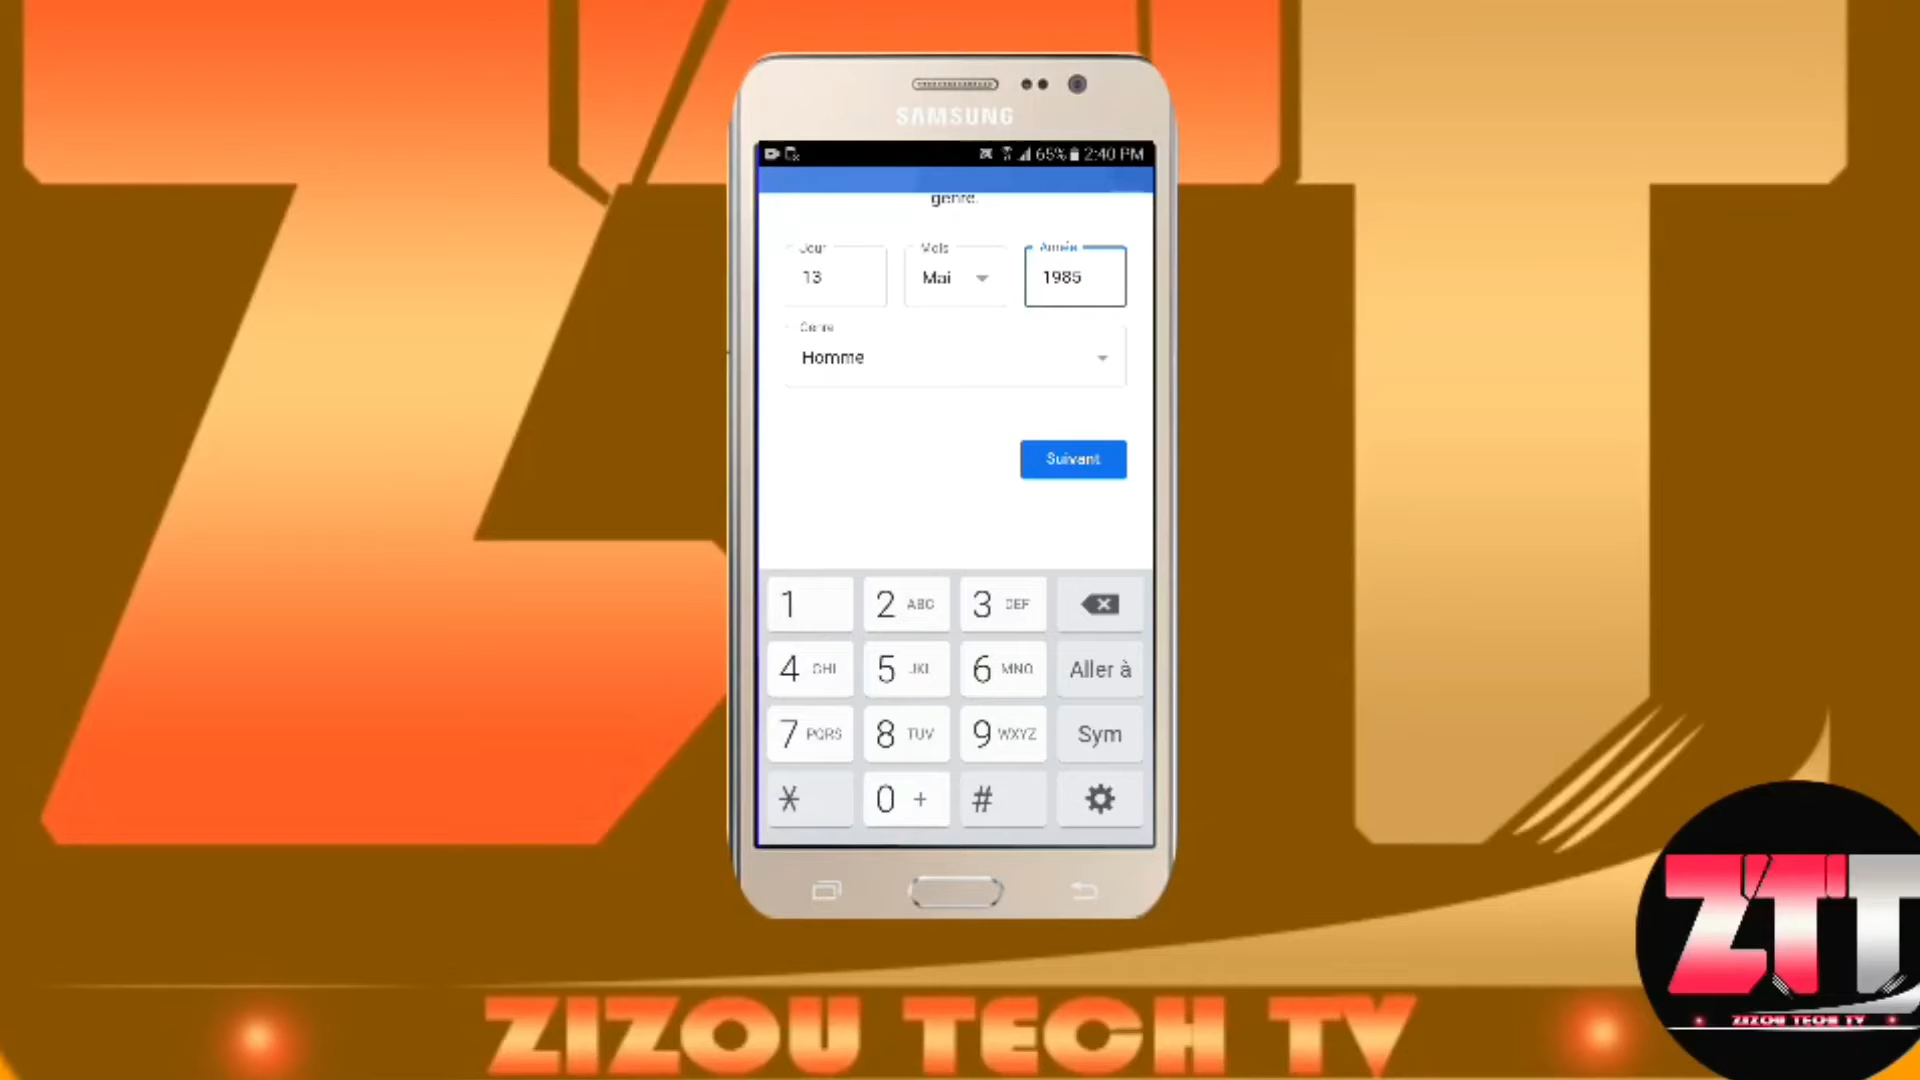 SAMSUNG
65% 2:40 PM
genre.
Jour Mois Année
13 Mai 1985
Genre
Homme
Suivant
1 2 ABC 3 DEF
4 GHI 5 JKL 6 MNO Aller à
7 PQRS 8 TUV 9 WXYZ Sym
* 0 + #
ZTT
ZIZOU TECH TV
ZIZOU TECH TV